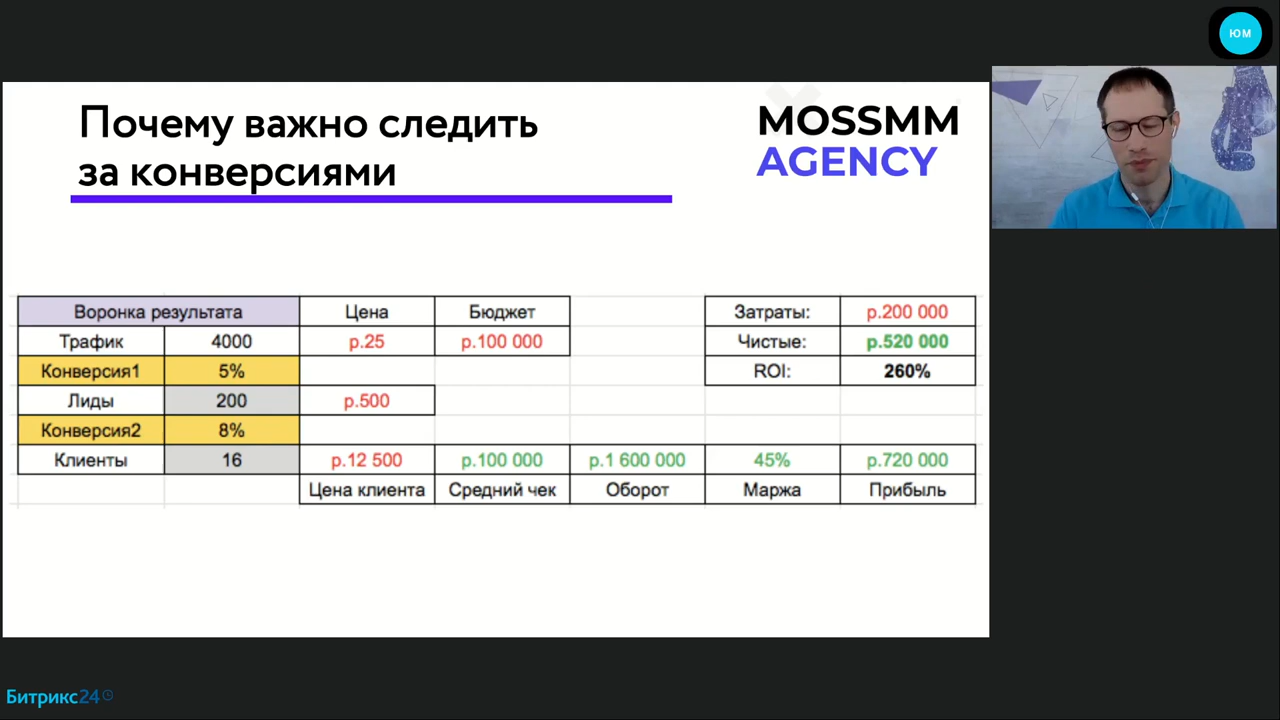 ЮМ
Почему важно следить
за конверсиями
MOSSMM
AGENCY
Воронка результата Цена Бюджет Затраты: р.200 000
Трафик 4000 р.25 р.100 000 Чистые: р.520 000
Конверсия1 5% ROI: 260%
Лиды 200 р.500
Конверсия2 8%
Клиенты 16 р.12 500 р.100 000 р.1 600 000 45% р.720 000
Цена клиента Средний чек Оборот Маржа Прибыль
Битрикс24